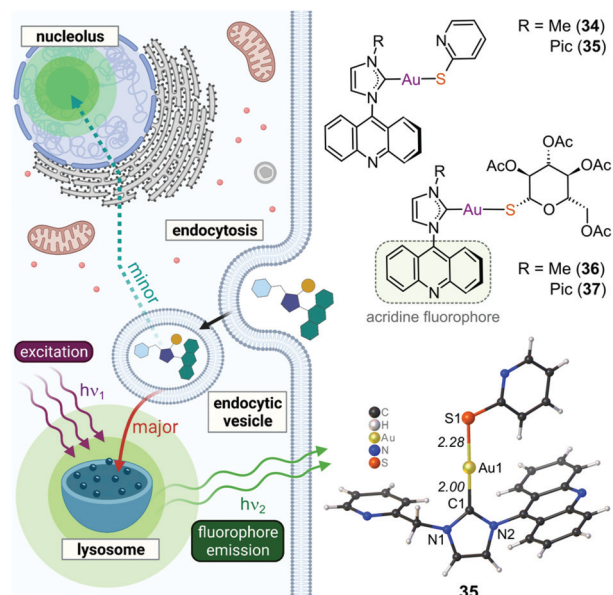 nucleolus
endocytosis
minor
excitation
hν₁
endocytic
vesicle
major
hν₂
lysosome
fluorophore
emission
R = Me (34)
Pic (35)
R
N
N
Au
S
N
N
R
N
N
Au
S
O
OAc
AcO
OAc
OAc
N
acridine fluorophore
R = Me (36)
Pic (37)
C
H
Au
N
S
S1
2.28
Au1
2.00
C1
N1
N2
35